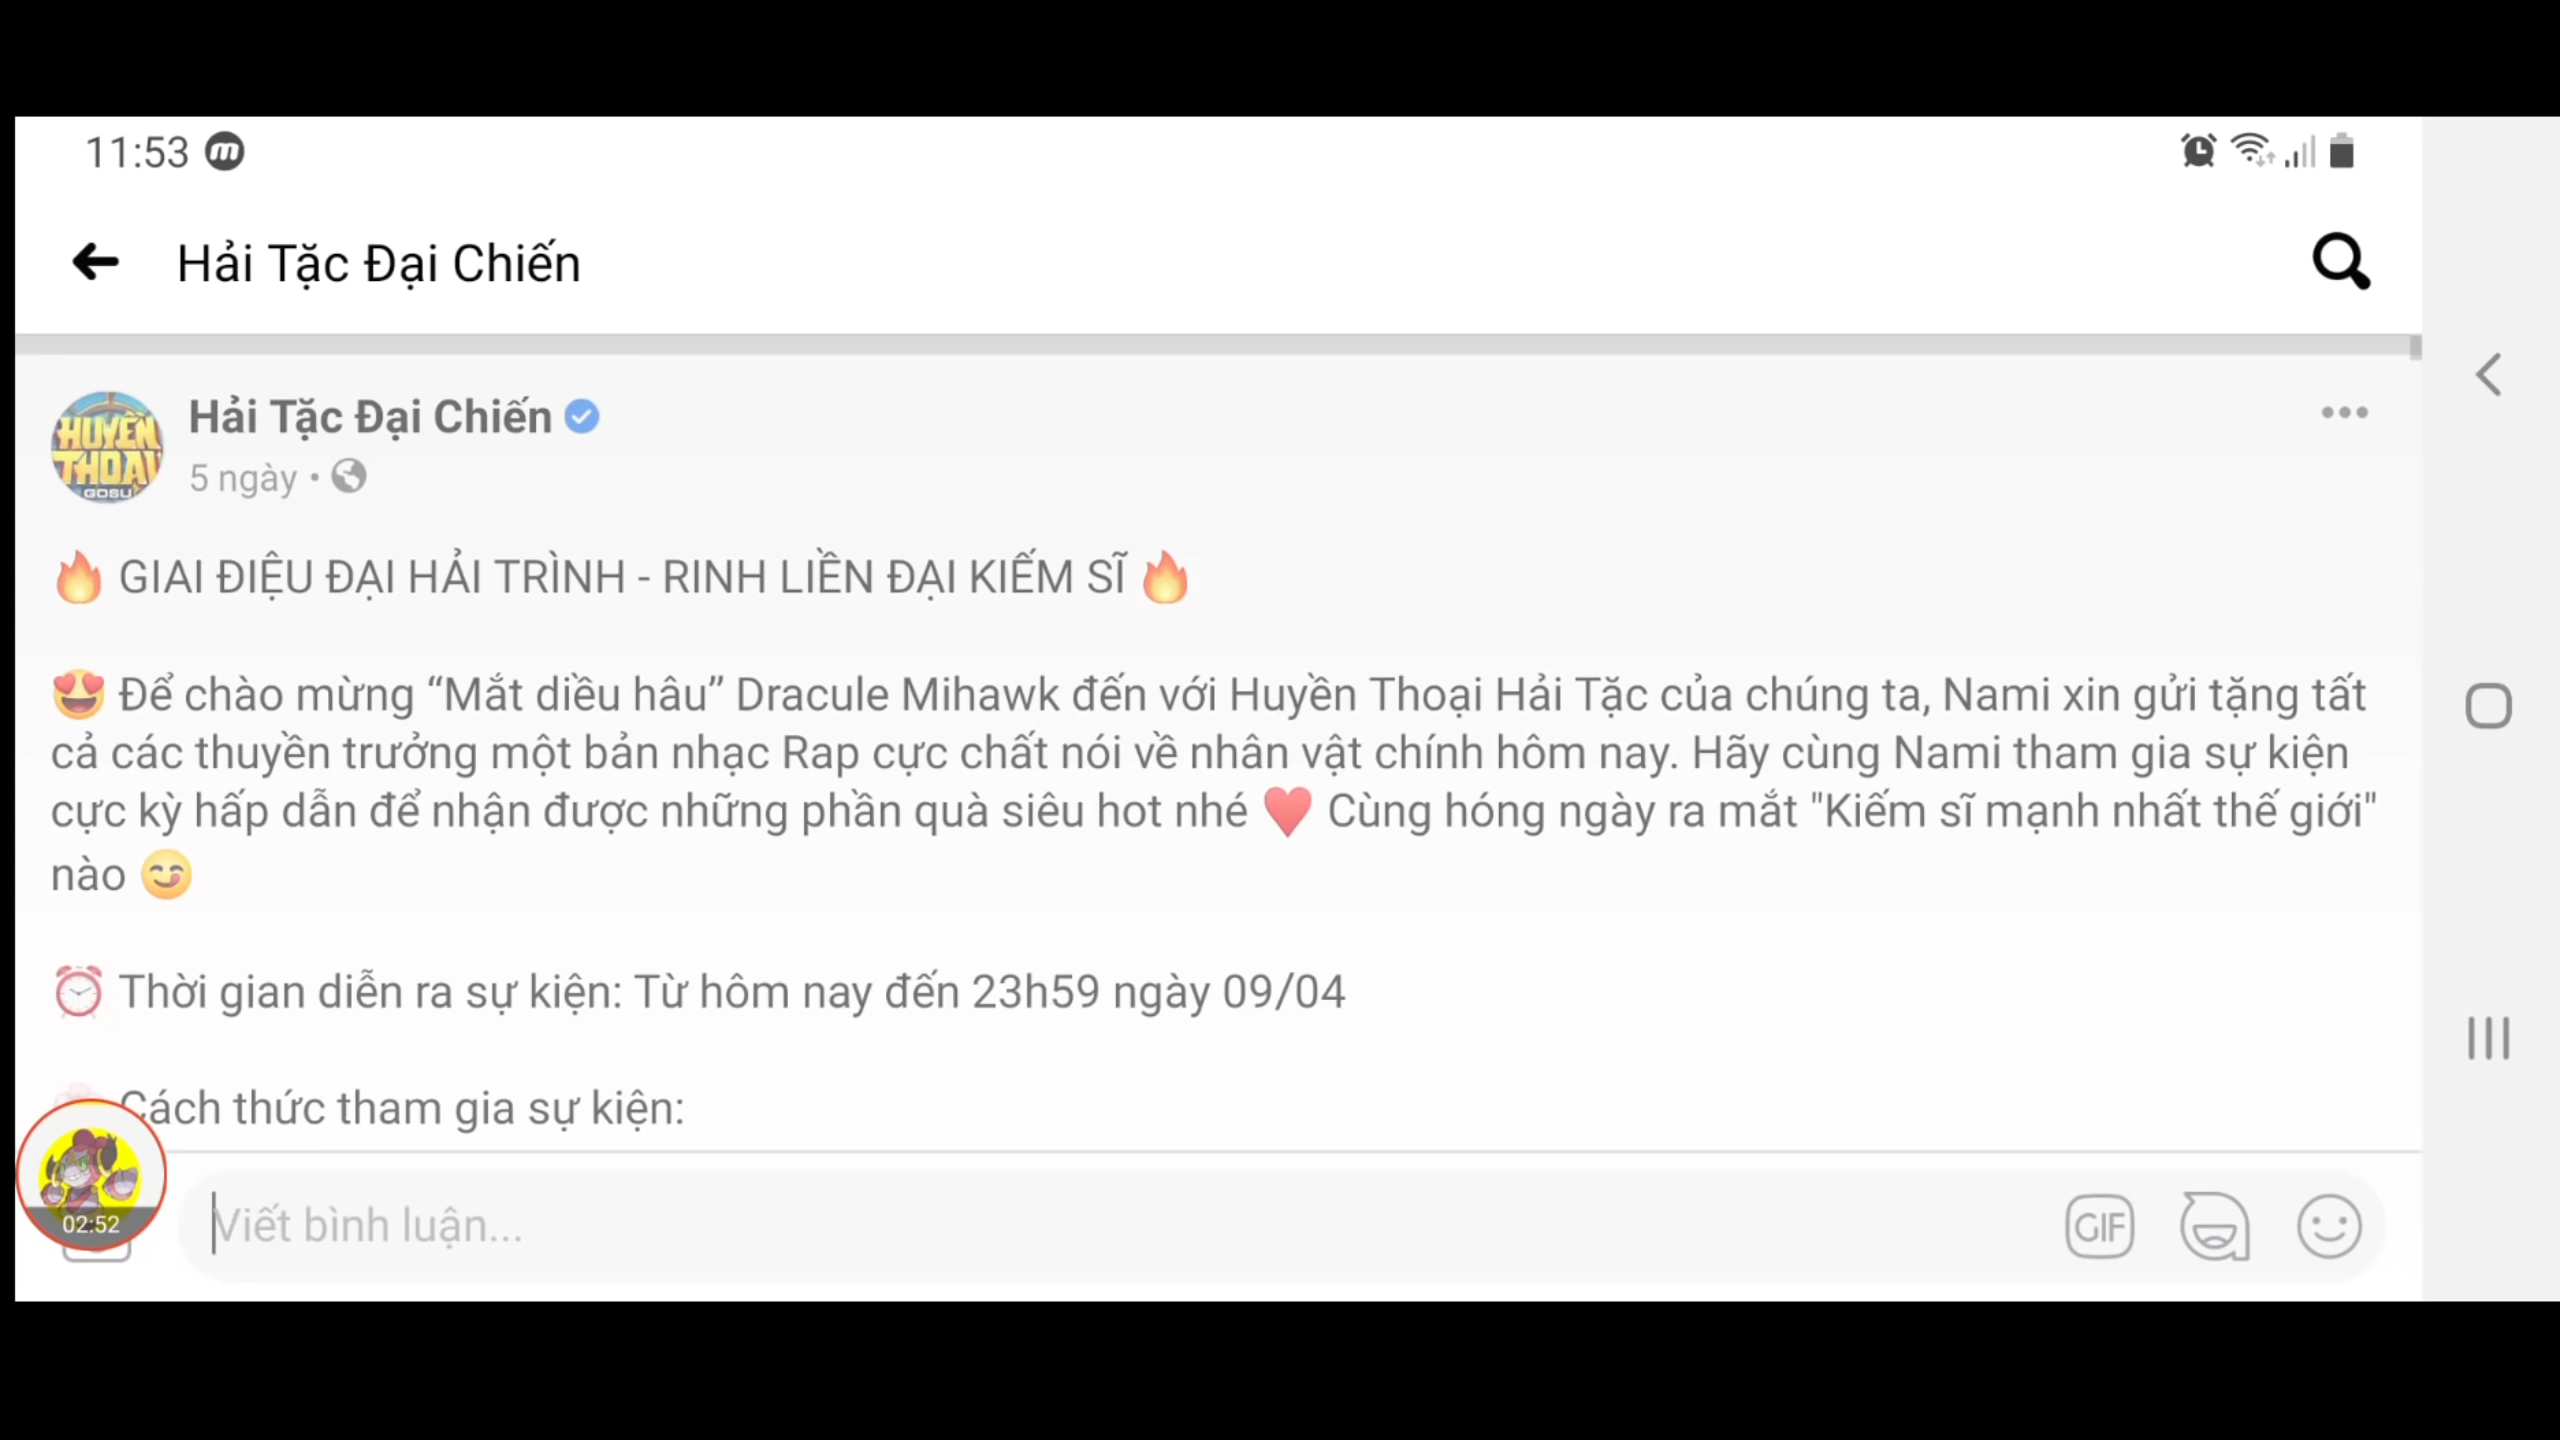 11:53
Hải Tặc Đại Chiến
HUYỀN
THOẠI
GOSU
Hải Tặc Đại Chiến
5 ngày •
🔥 GIAI ĐIỆU ĐẠI HẢI TRÌNH - RINH LIỀN ĐẠI KIẾM SĨ 🔥
😍 Để chào mừng “Mắt diều hâu” Dracule Mihawk đến với Huyền Thoại Hải Tặc của chúng ta, Nami xin gửi tặng tất
cả các thuyền trưởng một bản nhạc Rap cực chất nói về nhân vật chính hôm nay. Hãy cùng Nami tham gia sự kiện
cực kỳ hấp dẫn để nhận được những phần quà siêu hot nhé ♥️ Cùng hóng ngày ra mắt "Kiếm sĩ mạnh nhất thế giới"
nào 😋
⏰ Thời gian diễn ra sự kiện: Từ hôm nay đến 23h59 ngày 09/04
Cách thức tham gia sự kiện:
02:52
Viết bình luận...
GIF